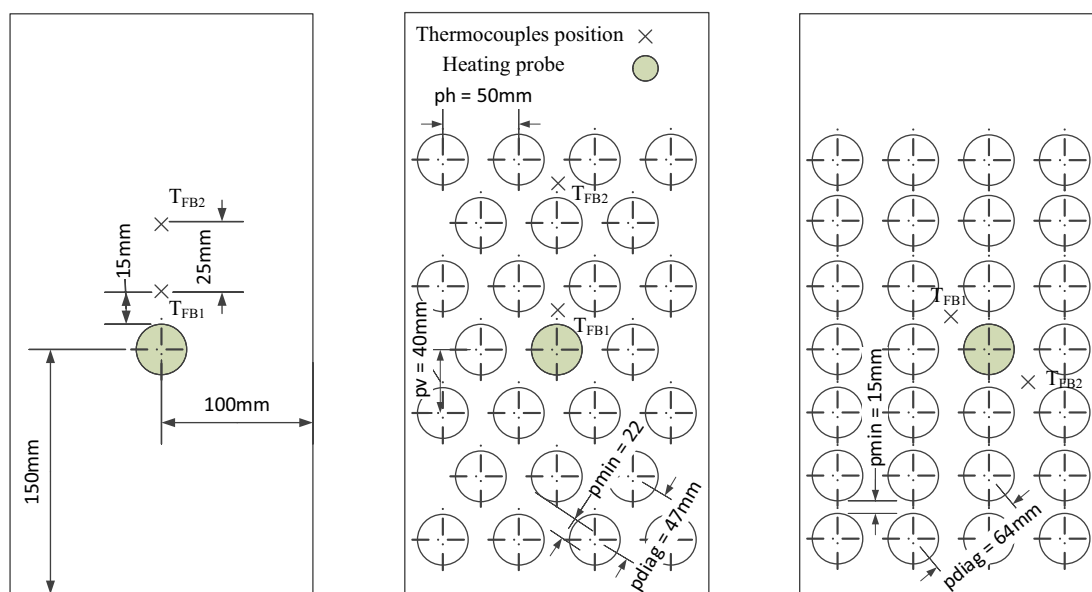 T_FB2
15mm
25mm
T_FB1
100mm
150mm
Thermocouples position
Heating probe
ph = 50mm
T_FB2
T_FB1
pv = 40mm
pmin = 22
pdiag = 47mm
T_FB1
T_FB2
pmin = 15mm
pdiag = 64mm